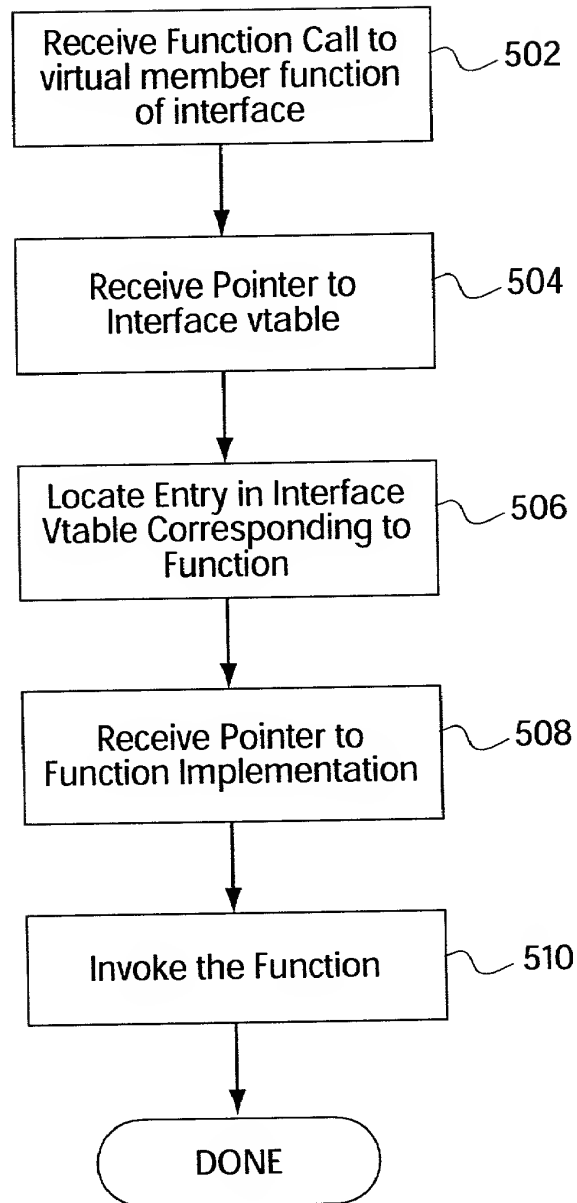 Receive Function Call to
virtual member function
of interface
502
Receive Pointer to
Interface vtable
504
Locate Entry in Interface
Vtable Corresponding to
Function
506
Receive Pointer to
Function Implementation
508
Invoke the Function
510
DONE